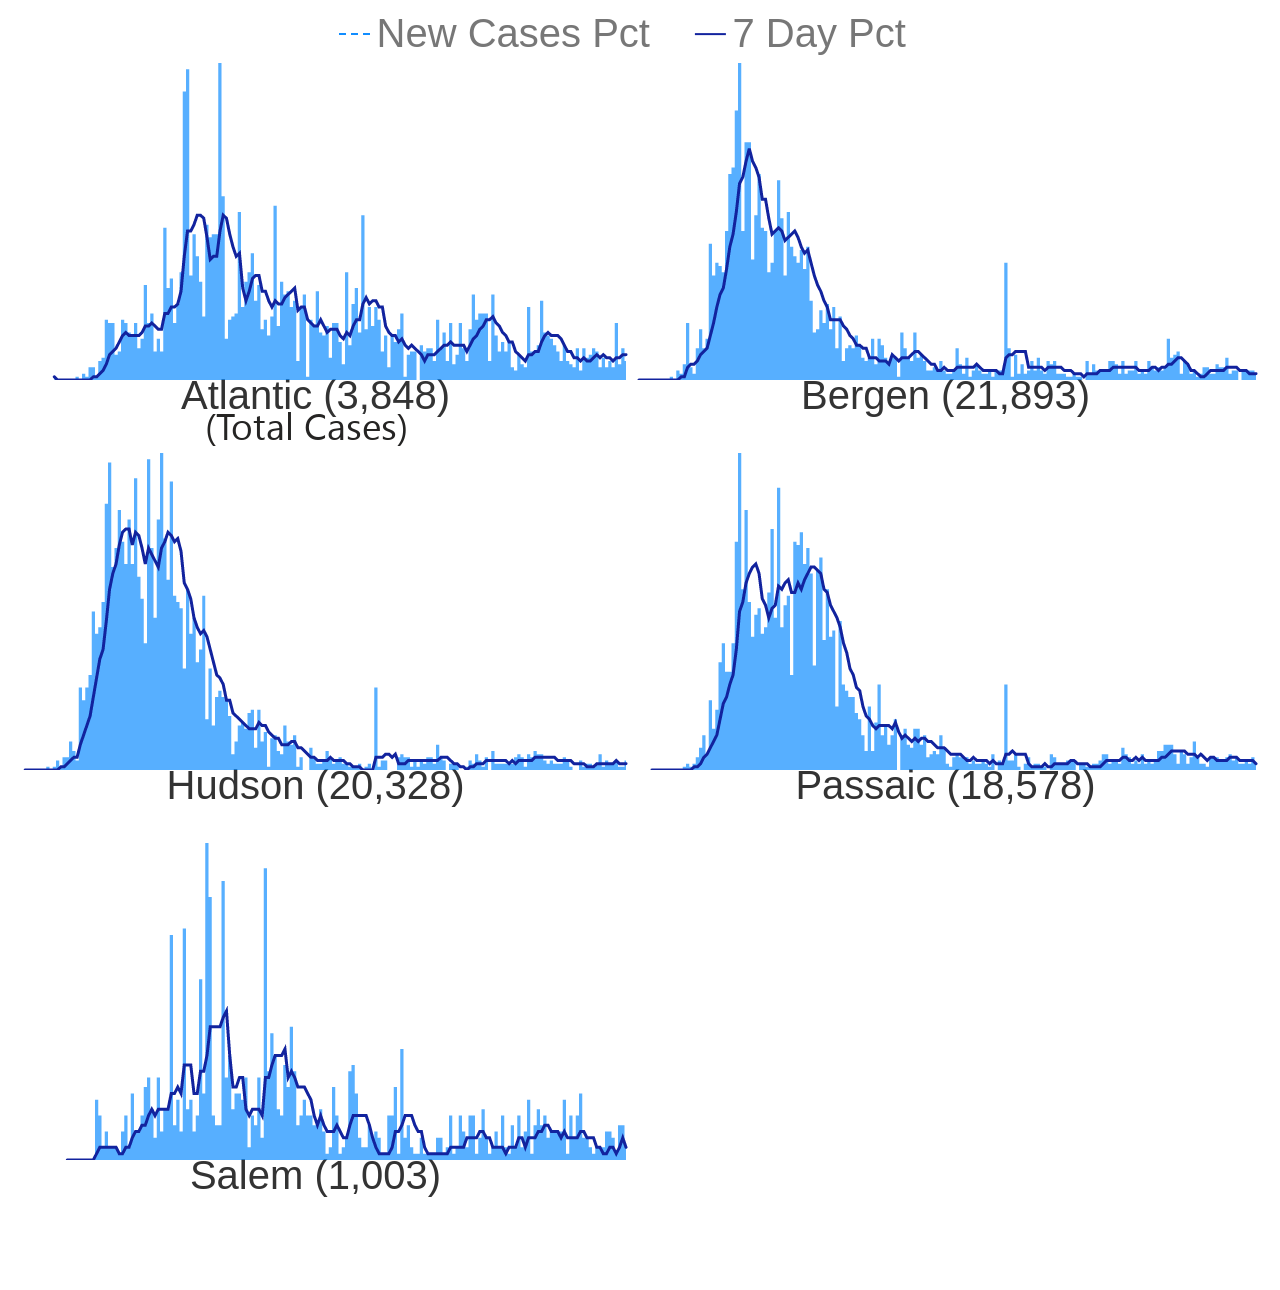 New Cases Pct 7 Day Pct
Atlantic (3,848) Bergen (21,893)
(Total Cases)
Hudson (20,328) Passaic (18,578)
Salem (1,003)